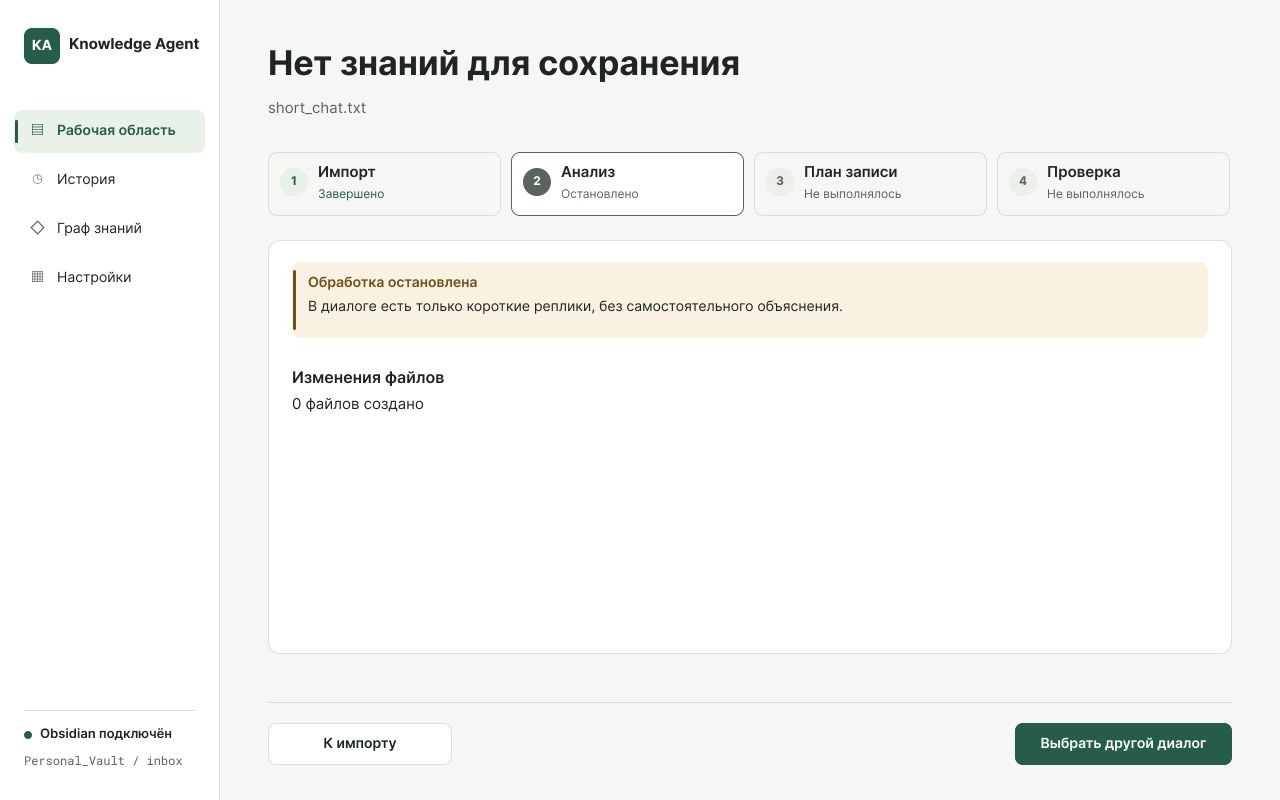 KA
Knowledge Agent
Рабочая область
История
Граф знаний
Настройки
Obsidian подключён
Personal_Vault / inbox
Нет знаний для сохранения
short_chat.txt
1
Импорт
Завершено
2
Анализ
Остановлено
3
План записи
Не выполнялось
4
Проверка
Не выполнялось
Обработка остановлена
В диалоге есть только короткие реплики, без самостоятельного объяснения.
Изменения файлов
0 файлов создано
К импорту
Выбрать другой диалог